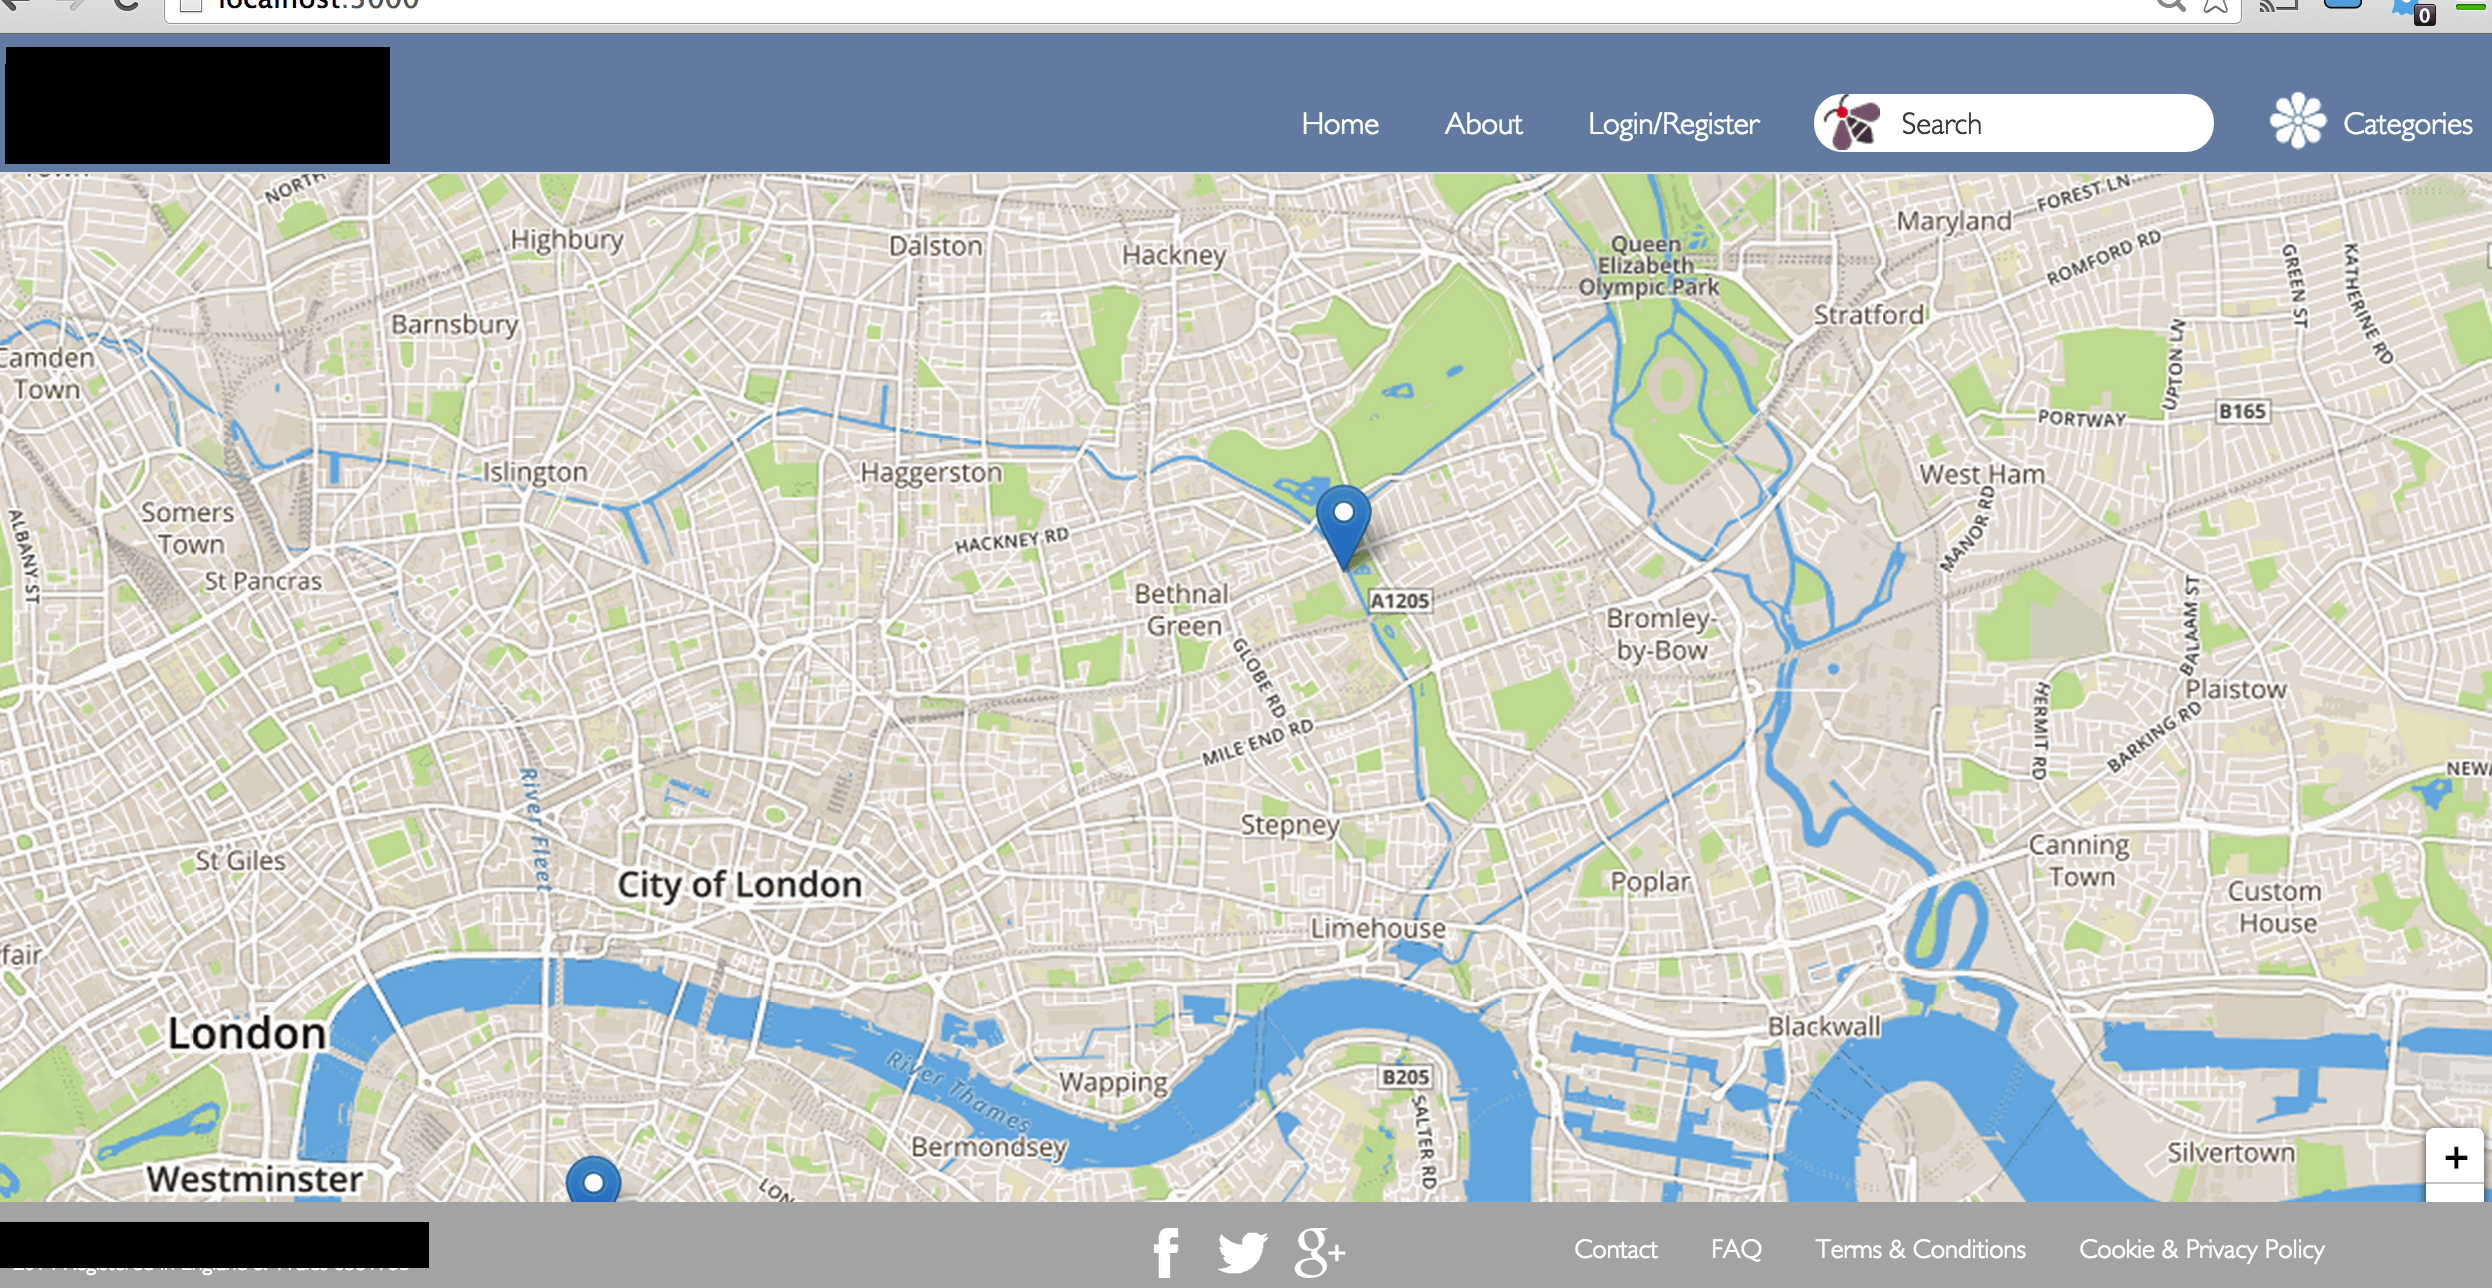 localhost:3000
0
Home
About
Login/Register
Search
Categories
NORTH
Highbury
Dalston
Hackney
Queen
Elizabeth
Olympic Park
Maryland
FOREST LN
ROMFORD RD
GREEN ST
KATHERINE RD
Barnsbury
Stratford
Camden
Town
UPTON LN
PORTWAY
B165
Islington
Haggerston
West Ham
Somers
Town
ALBANY ST
HACKNEY RD
MANOR RD
St Pancras
Bethnal
Green
A1205
Bromley-
by-Bow
BALAAM ST
GLOBE RD
Plaistow
HERMIT RD
BARKING RD
MILE END RD
River Fleet
Stepney
St Giles
City of London
Poplar
Canning
Town
Custom
House
Limehouse
fair
London
Blackwall
River Thames
Wapping
B205
SALTER RD
Bermondsey
Silvertown
Westminster
+
f
g+
Contact
FAQ
Terms & Conditions
Cookie & Privacy Policy